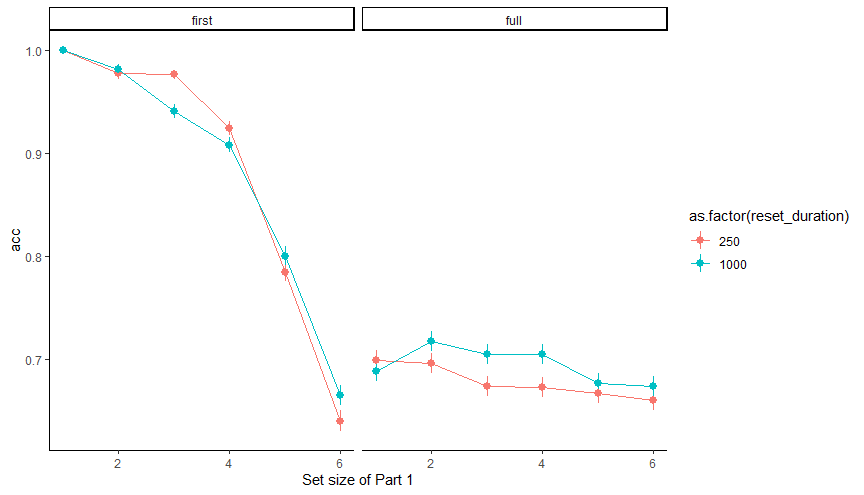 first
full
1.0
0.9
0.8
0.7
acc
2
4
6
2
4
6
Set size of Part 1
as.factor(reset_duration)
250
1000